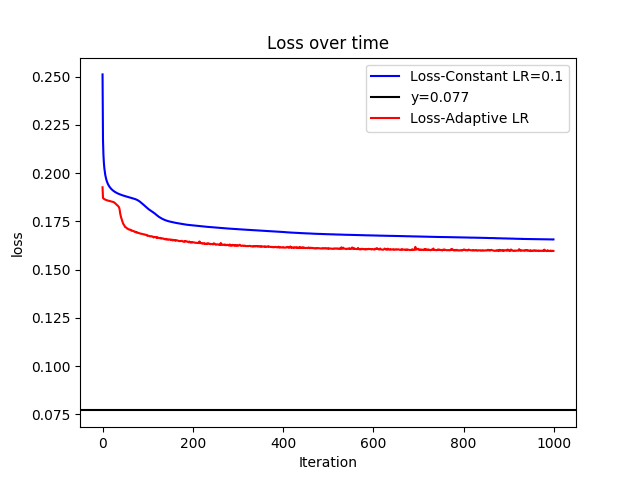 Loss over time
Loss-Constant LR=0.1
y=0.077
Loss-Adaptive LR
loss
0.250
0.225
0.200
0.175
0.150
0.125
0.100
0.075
0 200 400 600 800 1000
Iteration